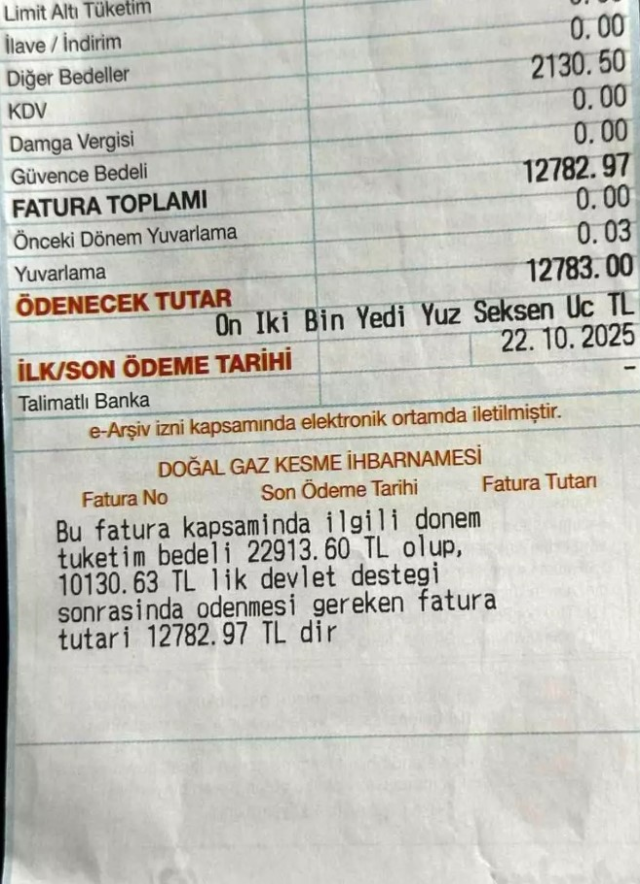 Limit Altı Tüketim
İlave / İndirim
Diğer Bedeller 0.00
KDV 2130.50
Damga Vergisi 0.00
Güvence Bedeli 0.00
FATURA TOPLAMI 12782.97
Önceki Dönem Yuvarlama 0.00
Yuvarlama 0.03
ÖDENECEK TUTAR 12783.00
On Iki Bin Yedi Yuz Seksen Uc TL
İLK/SON ÖDEME TARİHİ 22.10.2025
Talimatlı Banka -
e-Arşiv izni kapsamında elektronik ortamda iletilmiştir.
DOĞAL GAZ KESME İHBARNAMESİ
Fatura No Son Ödeme Tarihi Fatura Tutarı
Bu fatura kapsaminda ilgili donem
tuketim bedeli 22913.60 TL olup,
10130.63 TL lik devlet destegi
sonrasinda odenmesi gereken fatura
tutari 12782.97 TL dir